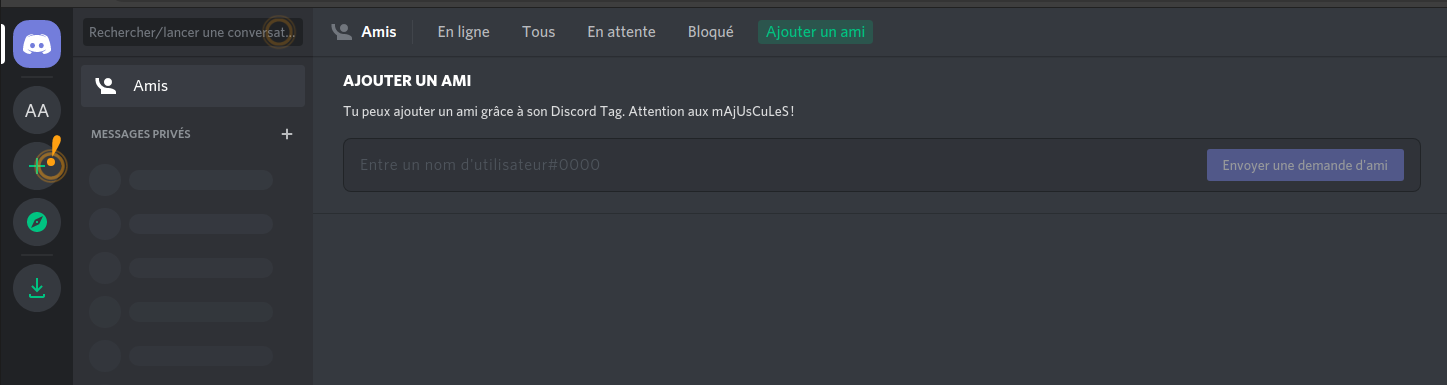 Rechercher/lancer une conversat...
Amis
En ligne
Tous
En attente
Bloqué
Ajouter un ami
AA
Amis
MESSAGES PRIVÉS
AJOUTER UN AMI
Tu peux ajouter un ami grâce à son Discord Tag. Attention aux mAjUsCuLeS!
Entre un nom d'utilisateur#0000
Envoyer une demande d'ami